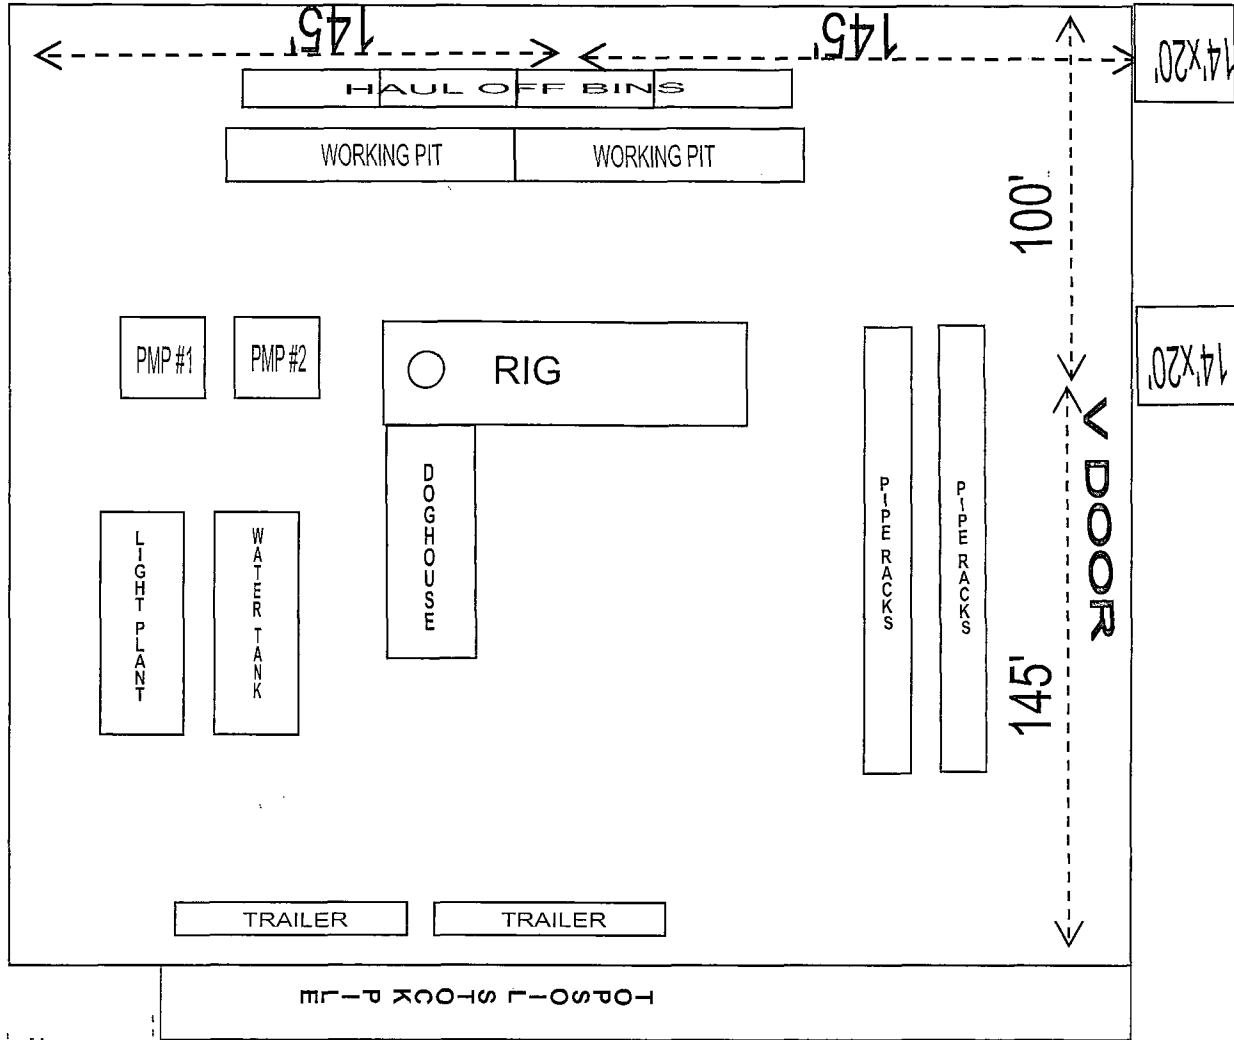 145'
145'
14'x20'
HAUL OFF BINS
WORKING PIT
WORKING PIT
100'
PMP #1
PMP #2
RIG
14'x20'
V DOOR
DOGHOUSE
PIPE RACKS
PIPE RACKS
LIGHT PLANT
WATER TANK
145'
TRAILER
TRAILER
TOPSOIL STOCK PILE